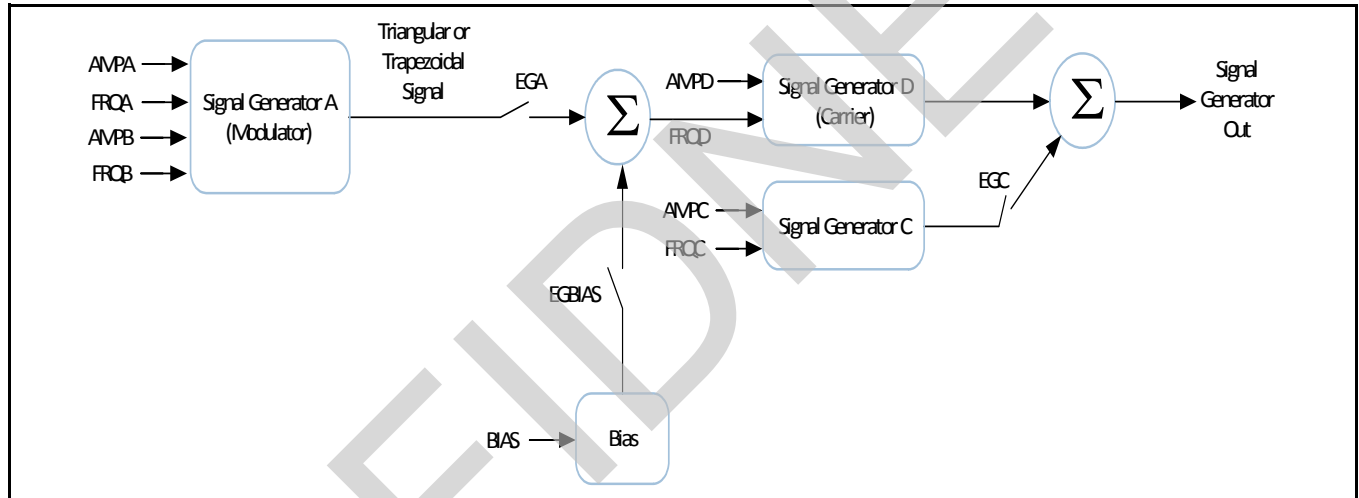 AMPA
FRQA
AMPB
FRQB
Signal Generator A
(Modulator)
Triangular or
Trapezoidal
Signal
EGA
Σ
AMPD
FRQD
Signal Generator D
(Carrier)
Σ
Signal
Generator
Out
AMPC
FRQC
Signal Generator C
EGC
EGBIAS
BIAS
Bias
FIDNE